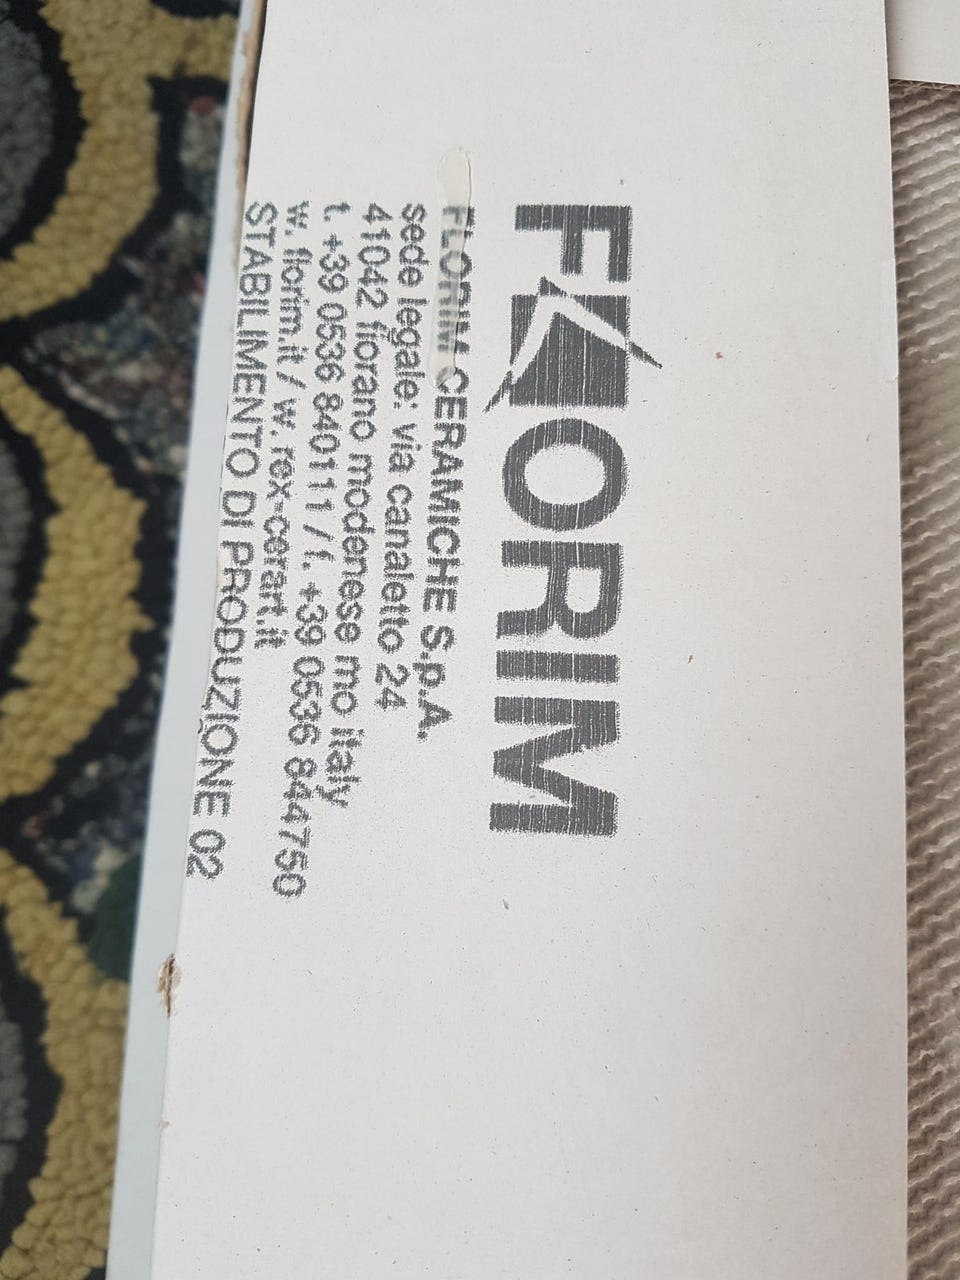 FLORIM
FLORIM CERAMICHE S.p.A.
sede legale: via canaletto 24
41042 fiorano modenese mo italy
t. +39 0536 840111 / f. +39 0536 844750
w. florim.it / w. rex-cerart.it
STABILIMENTO DI PRODUZIONE 02